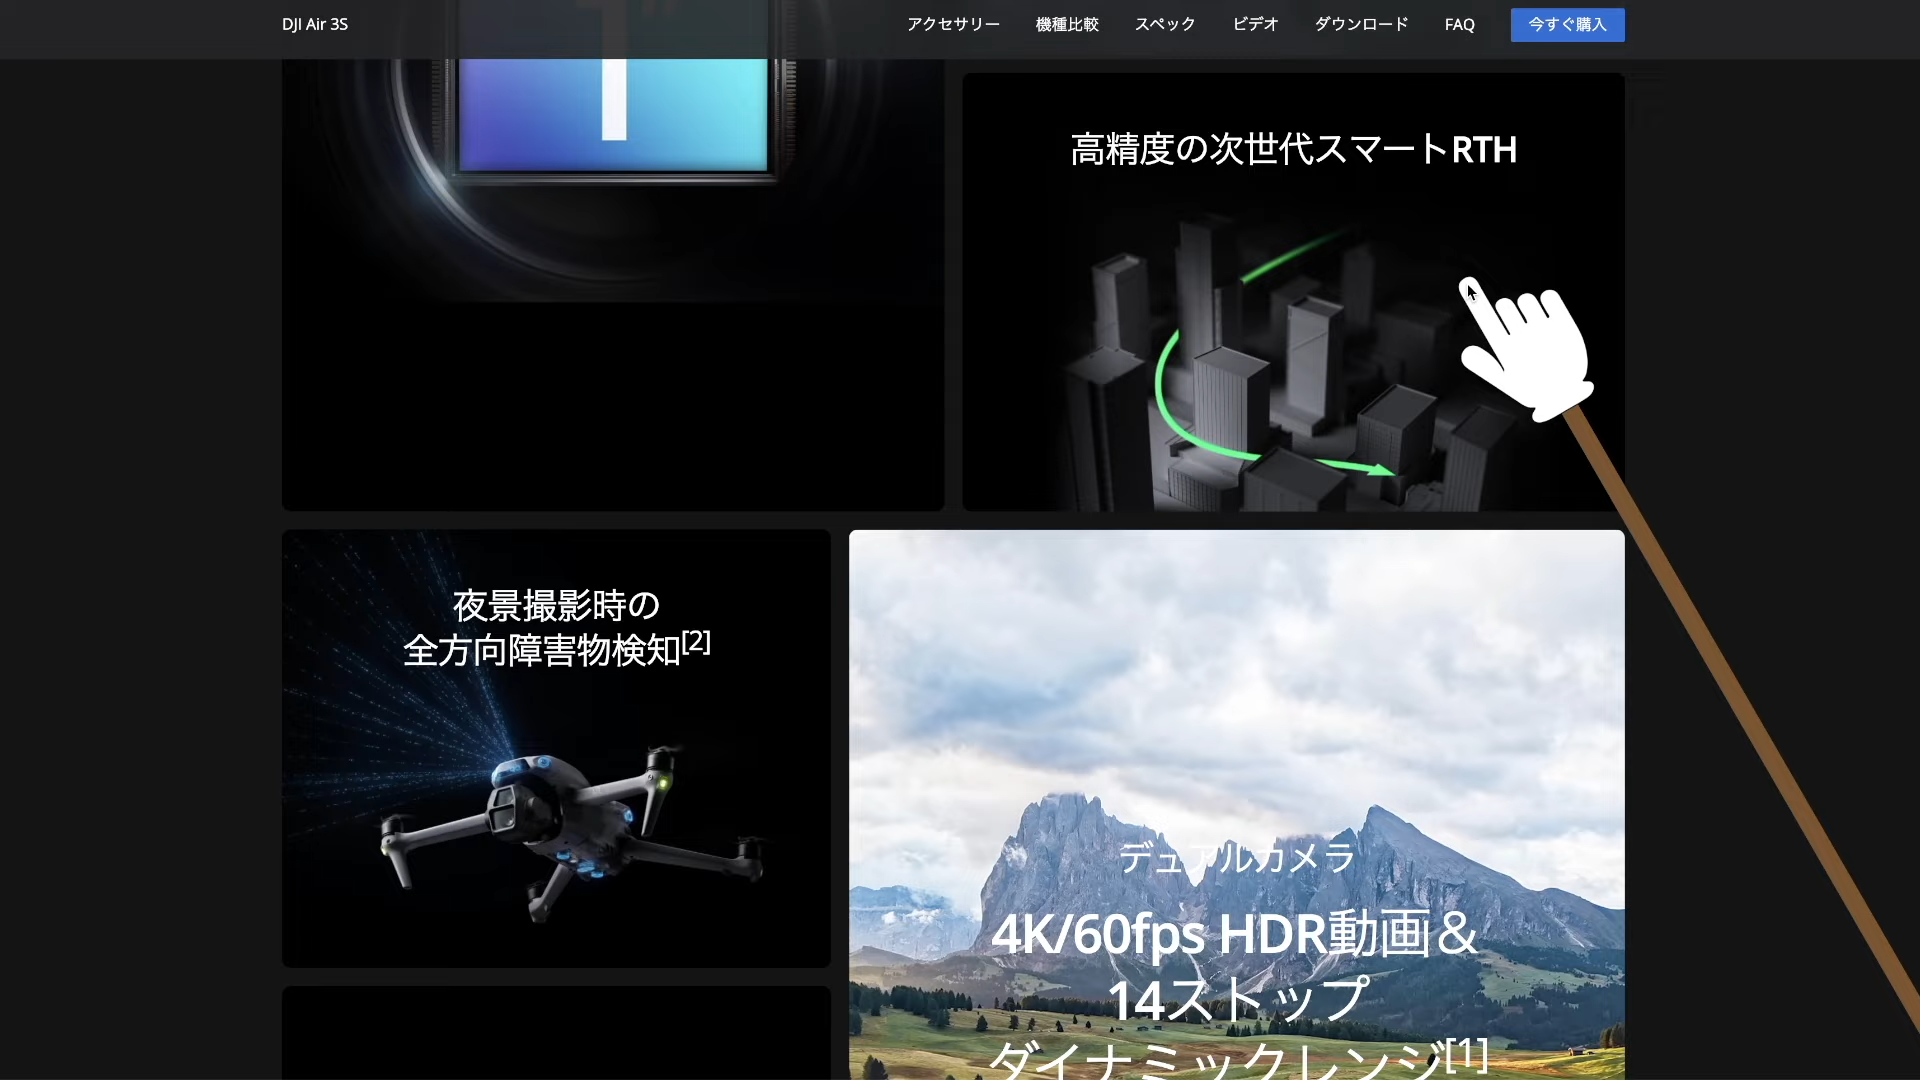 DJI Air 3S
アクセサリー
機種比較
スペック
ビデオ
ダウンロード
FAQ
今すぐ購入
1"
高精度の次世代スマートRTH
夜景撮影時の
全方向障害物検知[2]
デュアルカメラ
4K/60fps HDR動画&
14ストップ
ダイナミックレンジ[1]